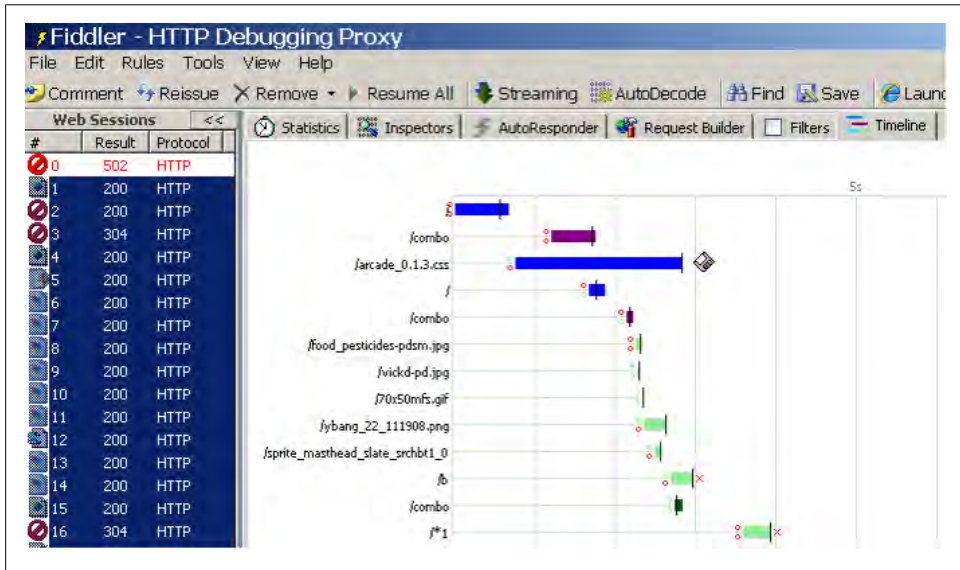 Fiddler - HTTP Debugging Proxy
File Edit Rules Tools View Help
Comment Reissue Remove Resume All Streaming AutoDecode Find Save Launc
Web Sessions <<
# Result Protocol
Statistics Inspectors AutoResponder Request Builder Filters Timeline
0 502 HTTP
1 200 HTTP
2 200 HTTP
3 304 HTTP
4 200 HTTP
5 200 HTTP
6 200 HTTP
7 200 HTTP
8 200 HTTP
9 200 HTTP
10 200 HTTP
11 200 HTTP
12 200 HTTP
13 200 HTTP
14 200 HTTP
15 200 HTTP
16 304 HTTP
5s
/
/combo
/arcade_0.1.3.css
/
/combo
/food_pesticides-pdsm.jpg
/vickd-pd.jpg
/70x50mfs.gif
/ybang_22_111908.png
/sprite_masthead_slate_srchbt1_0
/b
/combo
/*1